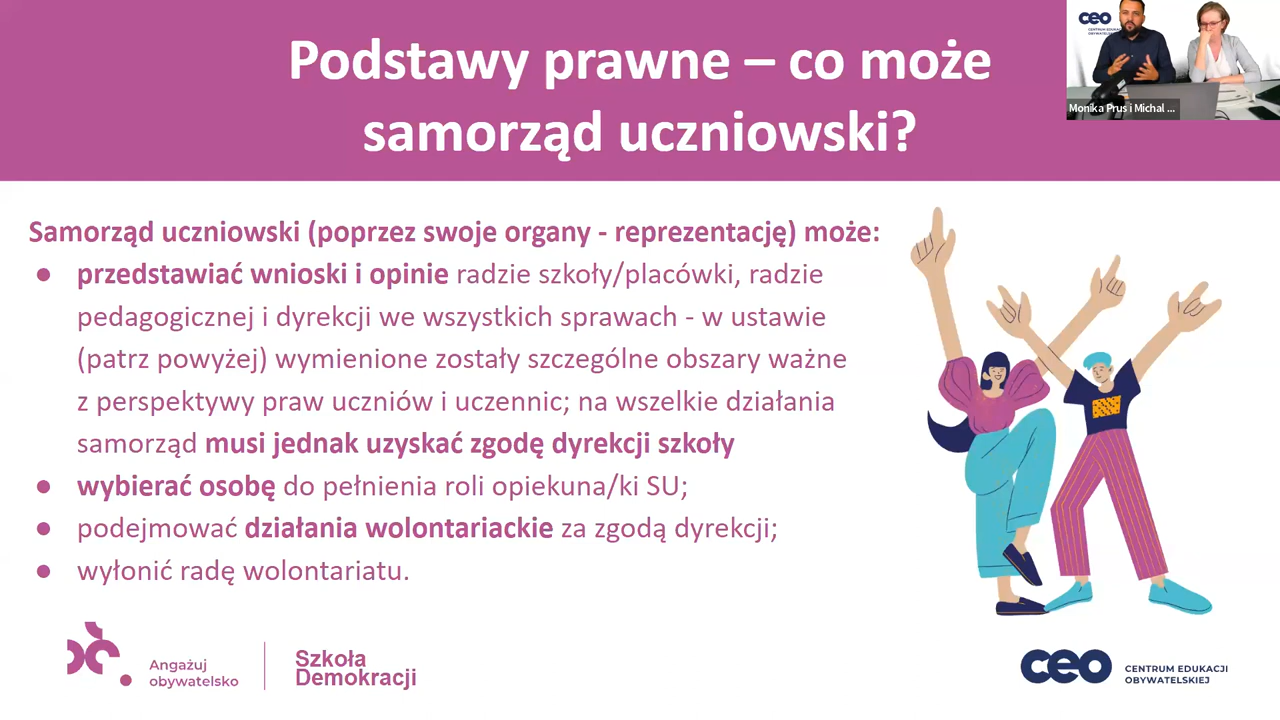 Podstawy prawne – co może
samorząd uczniowski?
ceo
Monika Prus i Michal ...
Samorząd uczniowski (poprzez swoje organy - reprezentację) może:
● przedstawiać wnioski i opinie radzie szkoły/placówki, radzie
pedagogicznej i dyrekcji we wszystkich sprawach - w ustawie
(patrz powyżej) wymienione zostały szczególne obszary ważne
z perspektywy praw uczniów i uczennic; na wszelkie działania
samorząd musi jednak uzyskać zgodę dyrekcji szkoły
● wybierać osobę do pełnienia roli opiekuna/ki SU;
● podejmować działania wolontariackie za zgodą dyrekcji;
● wyłonić radę wolontariatu.
Angażuj
obywatelsko
Szkoła
Demokracji
ceo
CENTRUM EDUKACJI
OBYWATELSKIEJ